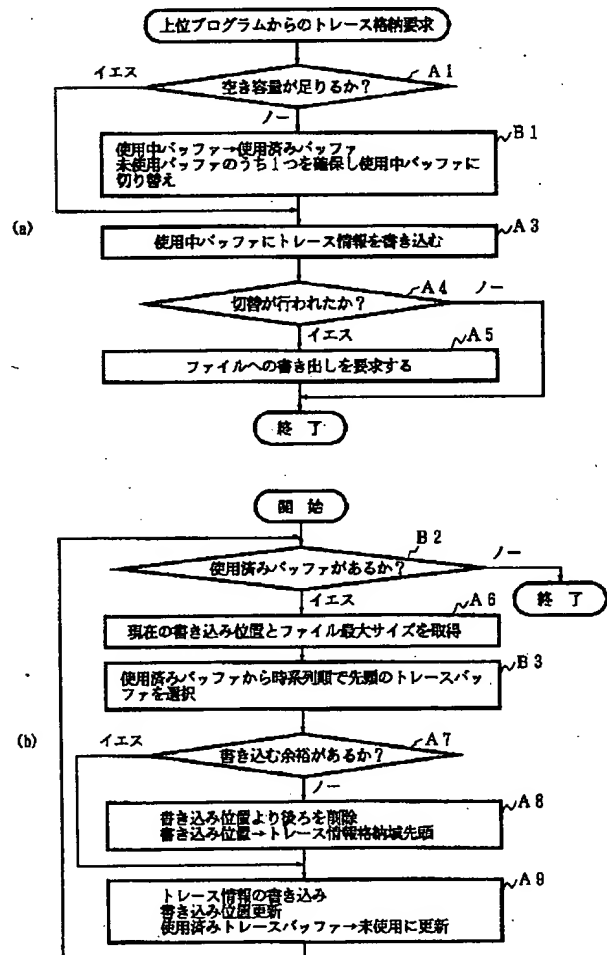 上位プログラムからのトレース格納要求
A1
イエス
空き容量が足りるか？
ノー
B1
使用中バッファ→使用済みバッファ
未使用バッファのうち1つを確保し使用中バッファに
切り替え
(a)
A3
使用中バッファにトレース情報を書き込む
A4
ノー
切替が行われたか？
イエス
A5
ファイルへの書き出しを要求する
終了
開始
B2
ノー
使用済みバッファがあるか？
イエス
終了
A6
現在の書き込み位置とファイル最大サイズを取得
B3
使用済みバッファから時系列順で先頭のトレースバッ
ファを選択
(b)
イエス
A7
書き込む余裕があるか？
ノー
A8
書き込み位置より後ろを削除
書き込み位置→トレース情報格納域先頭
A9
トレース情報の書き込み
書き込み位置更新
使用済みトレースバッファ→未使用に更新